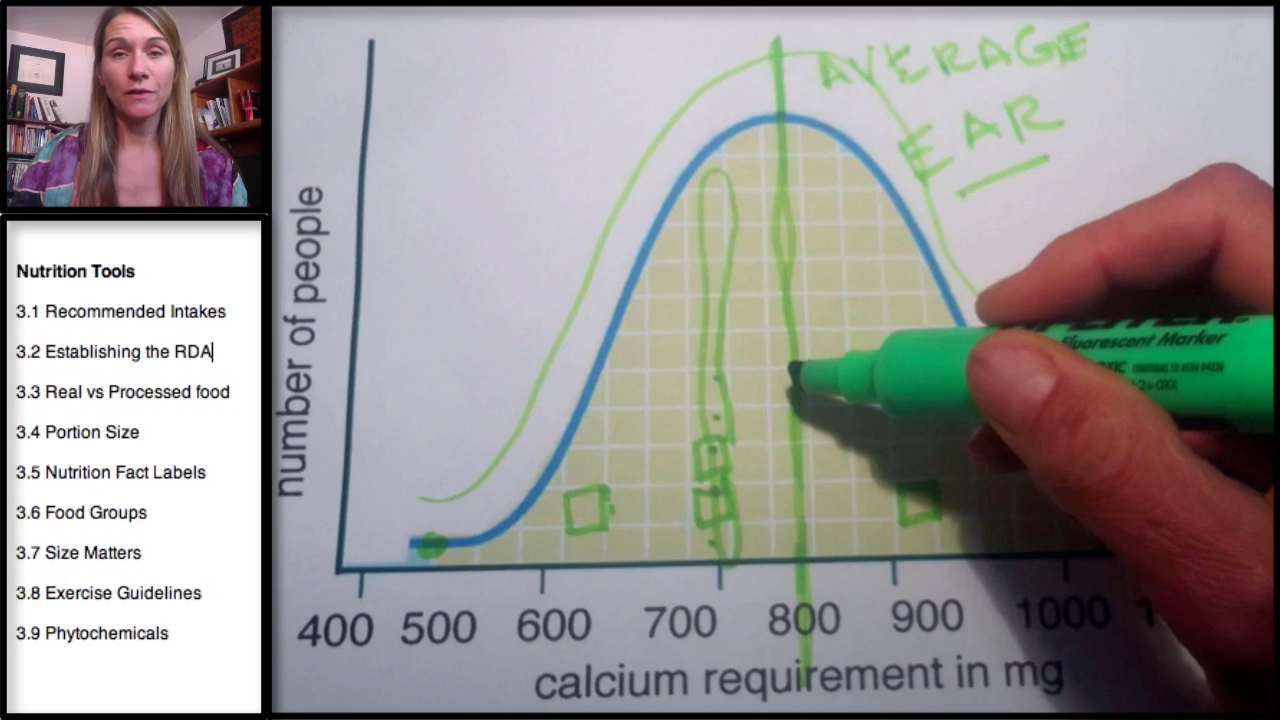 Nutrition Tools
3.1 Recommended Intakes
3.2 Establishing the RDA
3.3 Real vs Processed food
3.4 Portion Size
3.5 Nutrition Fact Labels
3.6 Food Groups
3.7 Size Matters
3.8 Exercise Guidelines
3.9 Phytochemicals
AVERAGE
EAR
number of people
Fluorescent Marker
400 500 600 700 800 900 1000
calcium requirement in mg